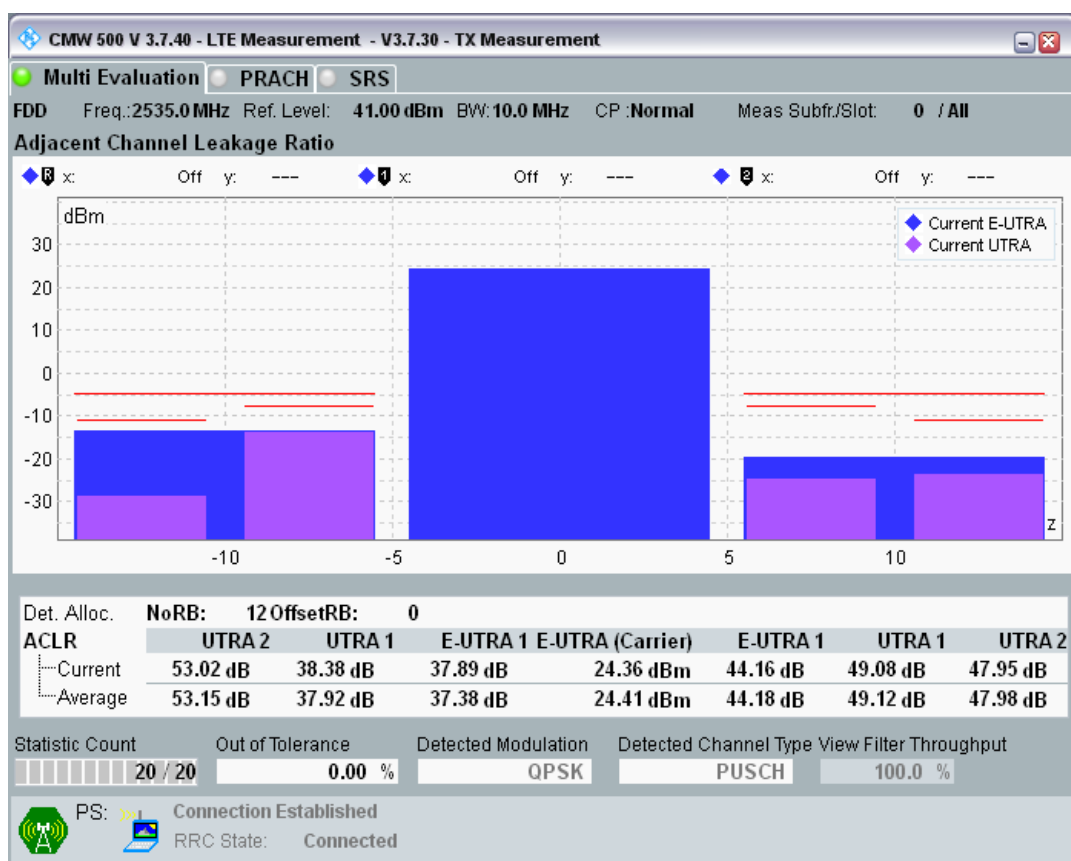 CMW 500 V 3.7.40 - LTE Measurement - V3.7.30 - TX Measurement
Multi Evaluation PRACH SRS
FDD Freq.:2535.0 MHz Ref. Level: 41.00 dBm BW:10.0 MHz CP :Normal Meas Subfr./Slot: 0 / All
Adjacent Channel Leakage Ratio
R x: Off y: --- 1 x: Off y: --- 2 x: Off y: ---
dBm
Current E-UTRA
Current UTRA
30
20
10
0
-10
-20
-30
z
-10 -5 0 5 10
Det. Alloc. NoRB: 12 OffsetRB: 0
ACLR UTRA 2 UTRA 1 E-UTRA 1 E-UTRA (Carrier) E-UTRA 1 UTRA 1 UTRA 2
Current 53.02 dB 38.38 dB 37.89 dB 24.36 dBm 44.16 dB 49.08 dB 47.95 dB
Average 53.15 dB 37.92 dB 37.38 dB 24.41 dBm 44.18 dB 49.12 dB 47.98 dB
Statistic Count Out of Tolerance Detected Modulation Detected Channel Type View Filter Throughput
20 / 20 0.00 % QPSK PUSCH 100.0 %
PS: Connection Established
RRC State: Connected